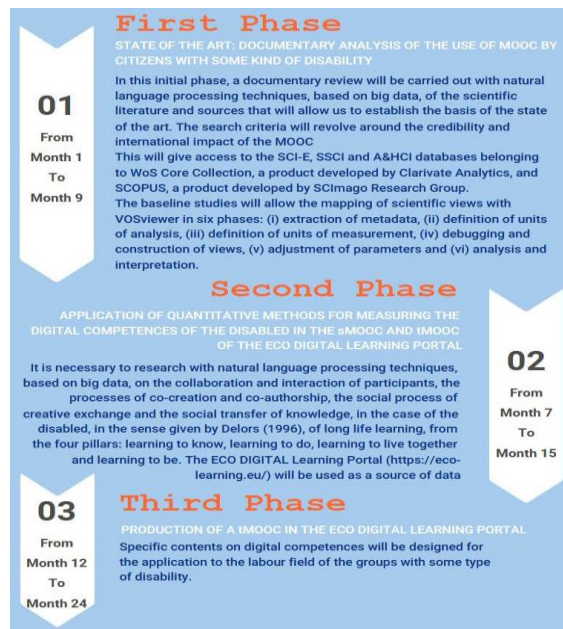 First Phase
STATE OF THE ART: DOCUMENTARY ANALYSIS OF THE USE OF MOOC BY
CITIZENS WITH SOME KIND OF DISABILITY
01
From
Month 1
To
Month 9
In this initial phase, a documentary review will be carried out with natural
language processing techniques, based on big data, of the scientific
literature and sources that will allow us to establish the basis of the state
of the art. The search criteria will revolve around the credibility and
international impact of the MOOC
This will give access to the SCI-E, SSCI and A&HCI databases belonging
to WoS Core Collection, a product developed by Clarivate Analytics, and
SCOPUS, a product developed by SCImago Research Group.
The baseline studies will allow the mapping of scientific views with
VOSviewer in six phases: (i) extraction of metadata, (ii) definition of units
of analysis, (iii) definition of units of measurement, (iv) debugging and
construction of views, (v) adjustment of parameters and (vi) analysis and
interpretation.
Second Phase
APPLICATION OF QUANTITATIVE METHODS FOR MEASURING THE
DIGITAL COMPETENCES OF THE DISABLED IN THE sMOOC AND tMOOC
OF THE ECO DIGITAL LEARNING PORTAL
It is necessary to research with natural language processing techniques,
based on big data, on the collaboration and interaction of participants, the
processes of co-creation and co-authorship, the social process of
creative exchange and the social transfer of knowledge, in the case of the
disabled, in the sense given by Delors (1996), of long life learning, from
the four pillars: learning to know, learning to do, learning to live together
and learning to be. The ECO DIGITAL Learning Portal (https://eco-
learning.eu/) will be used as a source of data
02
From
Month 7
To
Month 15
Third Phase
PRODUCTION OF A tMOOC IN THE ECO DIGITAL LEARNING PORTAL
03
From
Month 12
To
Month 24
Specific contents on digital competences will be designed for
the application to the labour field of the groups with some type
of disability.